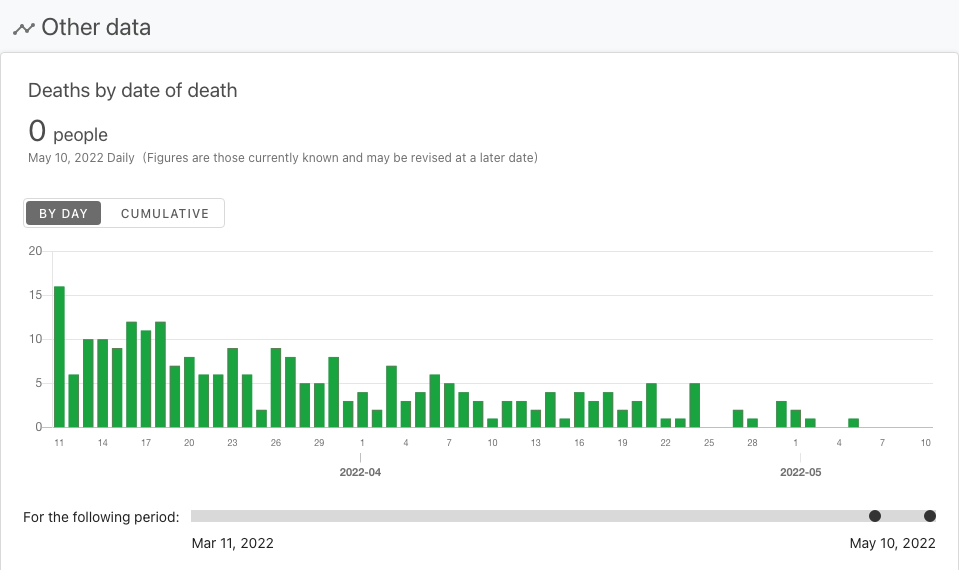 Other data
Deaths by date of death
0 people
May 10, 2022 Daily (Figures are those currently known and may be revised at a later date)
BY DAY CUMULATIVE
20
15
10
5
0
11 14 17 20 23 26 29 1 4 7 10 13 16 19 22 25 28 1 4 7 10
2022-04 2022-05
For the following period:
Mar 11, 2022 May 10, 2022